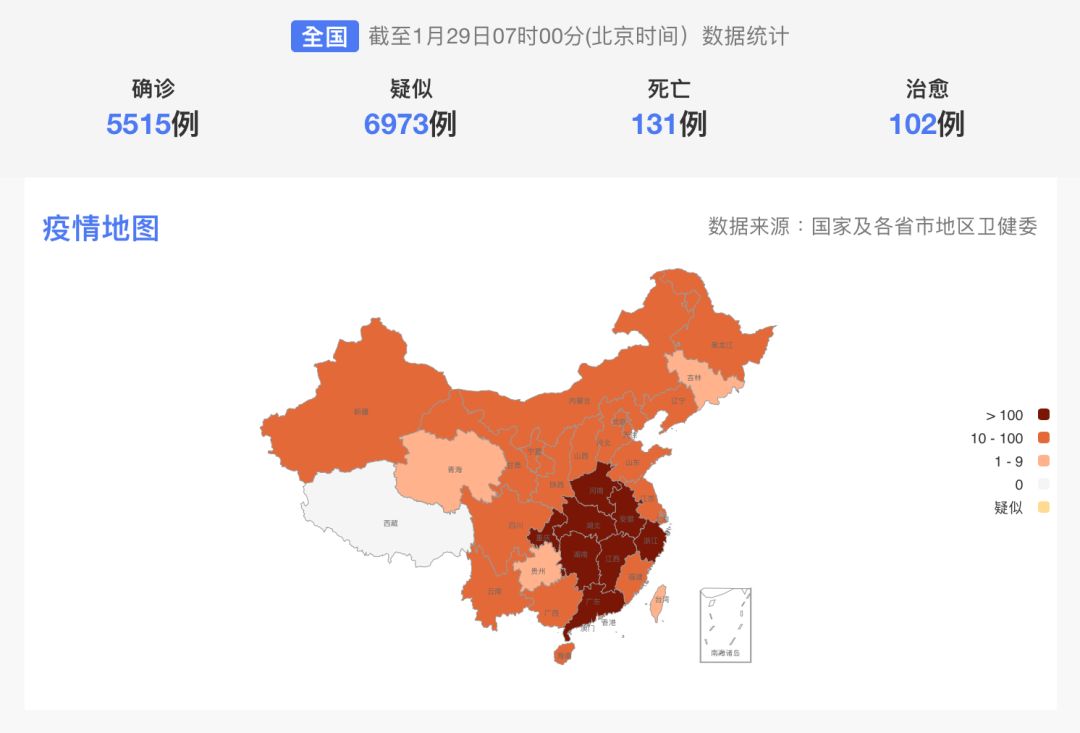 全国 截至1月29日07时00分(北京时间）数据统计
确诊 疑似 死亡 治愈
5515例 6973例 131例 102例
疫情地图 数据来源：国家及各省市地区卫健委
黑龙江
吉林
新疆
内蒙古
辽宁
> 100
北京
天津
10 - 100
河北
宁夏
山西
山东
1 - 9
青海
甘肃
0
陕西
河南
江苏
疑似
西藏
四川
湖北
安徽
上海
重庆
浙江
湖南
江西
贵州
福建
云南
台湾
广西
广东
香港
澳门
海南
南海诸岛